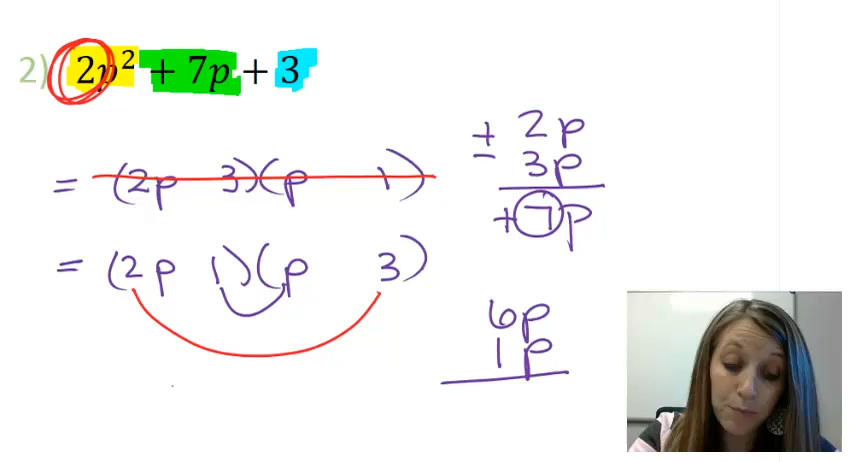 2) 2p² + 7p + 3
= (2p 3)(p 1)
= (2p 1)(p 3)
± 2p
3p
+7p
6p
1p